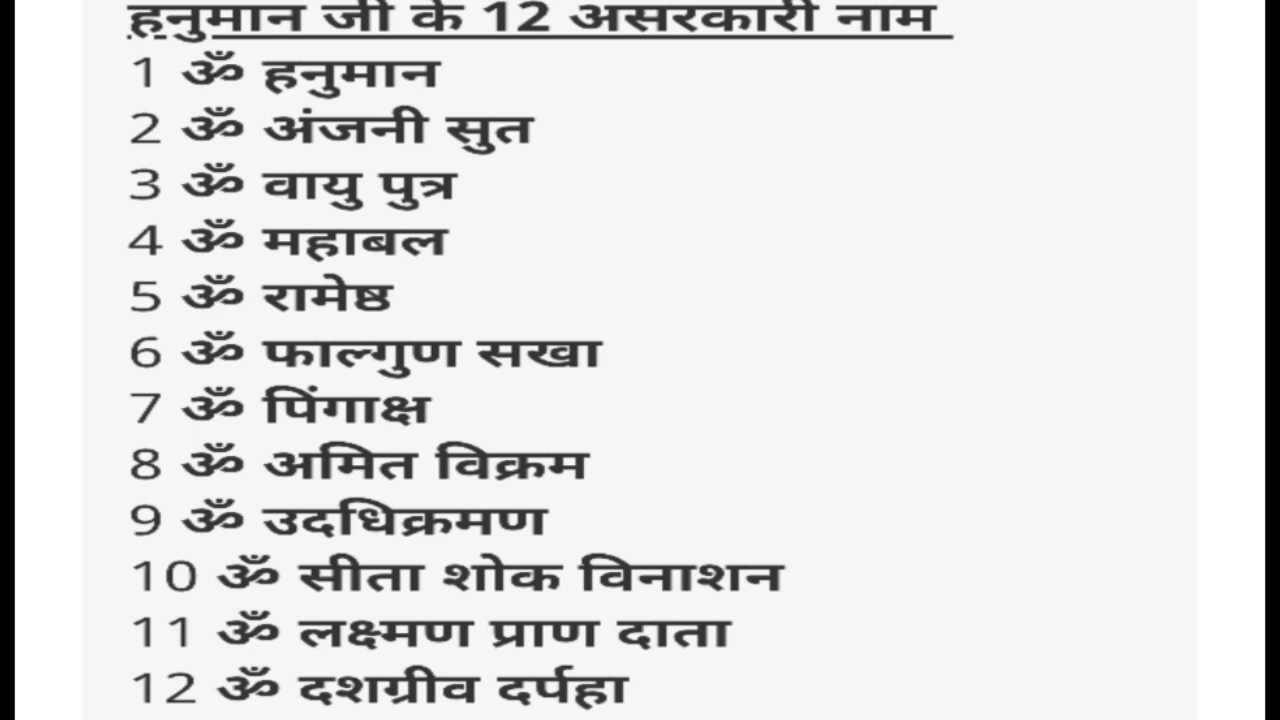 हनुमान जी के 12 असरकारी नाम
1 ॐ हनुमान
2 ॐ अंजनी सुत
3 ॐ वायु पुत्र
4 ॐ महाबल
5 ॐ रामेष्ठ
6 ॐ फाल्गुण सखा
7 ॐ पिंगाक्ष
8 ॐ अमित विक्रम
9 ॐ उदधिक्रमण
10 ॐ सीता शोक विनाशन
11 ॐ लक्ष्मण प्राण दाता
12 ॐ दशग्रीव दर्पहा